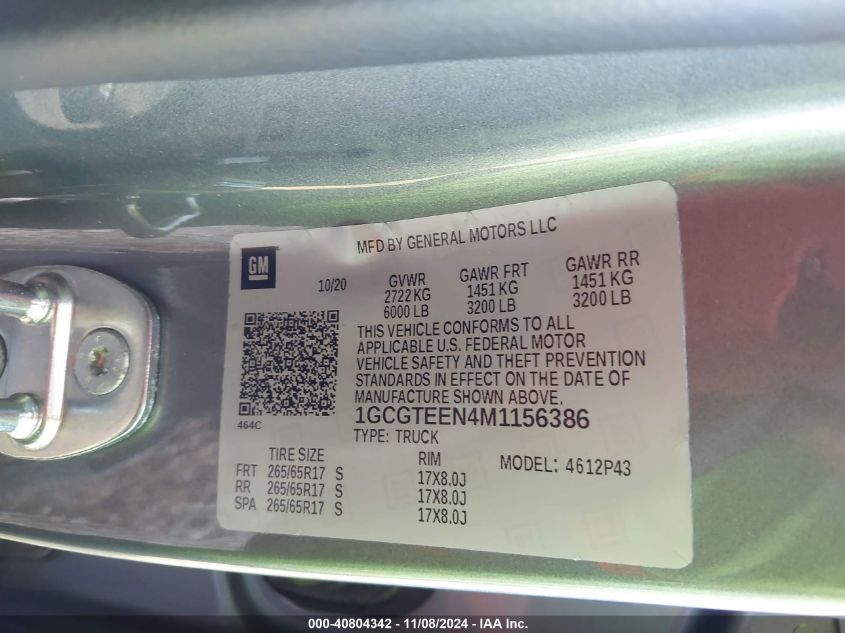 MFD BY GENERAL MOTORS LLC
GM
10/20 GVWR GAWR FRT GAWR RR
2722 KG 1451 KG 1451 KG
6000 LB 3200 LB 3200 LB
THIS VEHICLE CONFORMS TO ALL
APPLICABLE U.S. FEDERAL MOTOR
VEHICLE SAFETY AND THEFT PREVENTION
STANDARDS IN EFFECT ON THE DATE OF
MANUFACTURE SHOWN ABOVE.
464C
1GCGTEEN4M1156386
TYPE: TRUCK
TIRE SIZE RIM MODEL: 4612P43
FRT 265/65R17 S 17X8.0J
RR 265/65R17 S 17X8.0J
SPA 265/65R17 S 17X8.0J
000-40804342 - 11/08/2024 - IAA Inc.